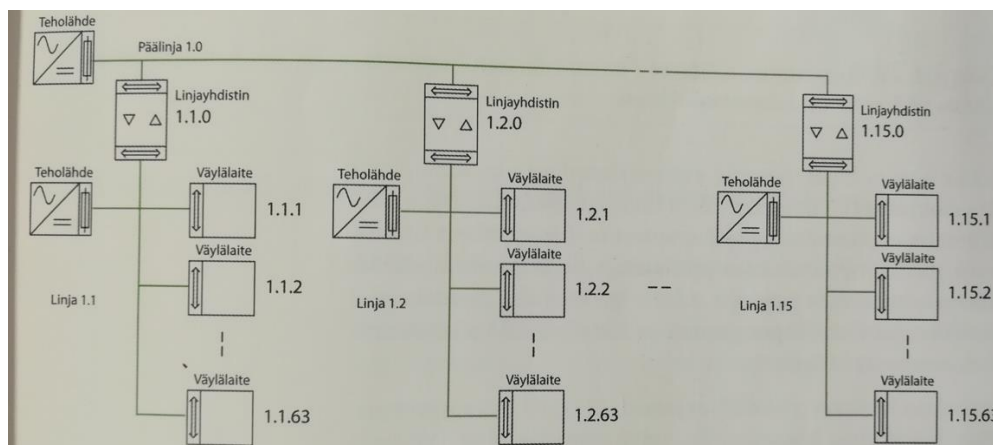 Teholähde
Päälinja 1.0
Linjayhdistin
1.1.0
Linjayhdistin
1.2.0
Linjayhdistin
1.15.0
Teholähde
Väylälaite
1.1.1
Väylälaite
1.1.2
Linja 1.1
Väylälaite
1.1.63
Teholähde
Väylälaite
1.2.1
Väylälaite
1.2.2
Linja 1.2
Väylälaite
1.2.63
Teholähde
Väylälaite
1.15.1
Väylälaite
1.15.2
Linja 1.15
Väylälaite
1.15.63